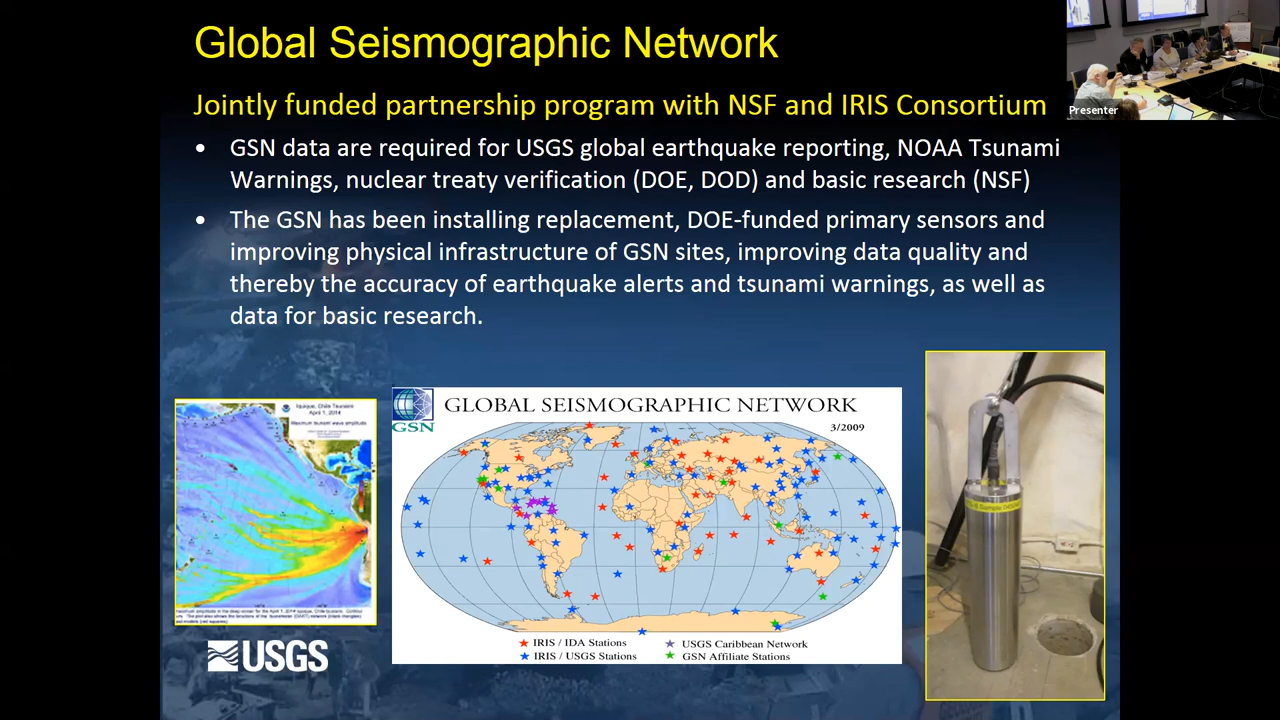 Global Seismographic Network
Jointly funded partnership program with NSF and IRIS Consortium
Presenter
• GSN data are required for USGS global earthquake reporting, NOAA Tsunami
Warnings, nuclear treaty verification (DOE, DOD) and basic research (NSF)
• The GSN has been installing replacement, DOE-funded primary sensors and
improving physical infrastructure of GSN sites, improving data quality and
thereby the accuracy of earthquake alerts and tsunami warnings, as well as
data for basic research.
Iquique, Chile Tsunami
April 1, 2014
Maximum tsunami wave amplitude
GSN
GLOBAL SEISMOGRAPHIC NETWORK
3/2009
IRIS / IDA Stations
USGS Caribbean Network
IRIS / USGS Stations
GSN Affiliate Stations
USGS